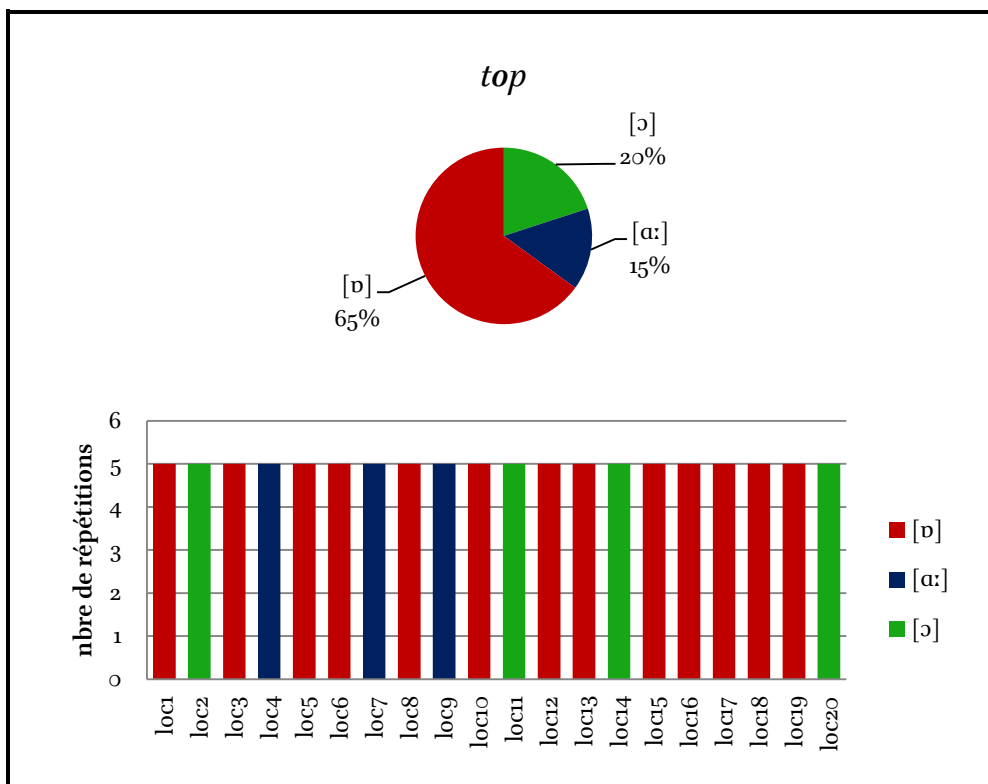 top
[ɔ]
20%
[ɑː]
15%
[ɒ]
65%
nbre de répétitions
6
5
4
3
2
1
0
loc1
loc2
loc3
loc4
loc5
loc6
loc7
loc8
loc9
loc10
loc11
loc12
loc13
loc14
loc15
loc16
loc17
loc18
loc19
loc20
[ɒ]
[ɑː]
[ɔ]